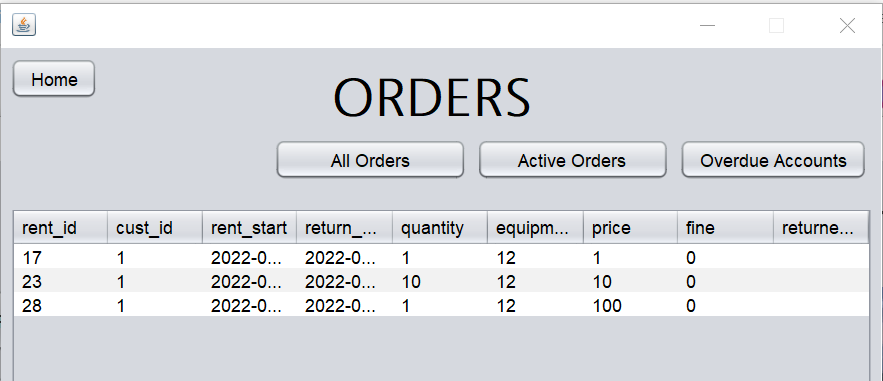 Home
ORDERS
All Orders Active Orders Overdue Accounts
rent_id cust_id rent_start return_... quantity equipm... price fine returne...
17 1 2022-0... 2022-0... 1 12 1 0
23 1 2022-0... 2022-0... 10 12 10 0
28 1 2022-0... 2022-0... 1 12 100 0